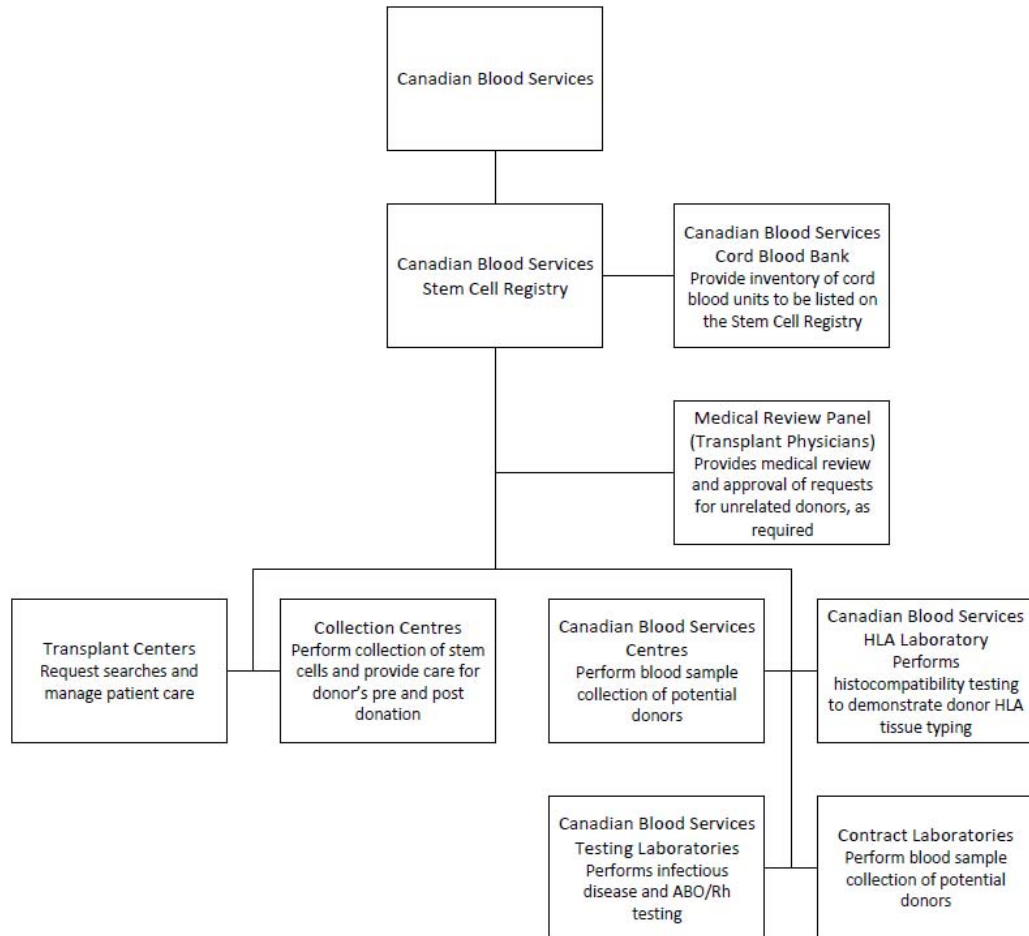 Canadian Blood Services
Canadian Blood Services
Stem Cell Registry
Canadian Blood Services
Cord Blood Bank
Provide inventory of cord
blood units to be listed on
the Stem Cell Registry
Medical Review Panel
(Transplant Physicians)
Provides medical review
and approval of requests
for unrelated donors, as
required
Transplant Centers
Request searches and
manage patient care
Collection Centres
Perform collection of stem
cells and provide care for
donor's pre and post
donation
Canadian Blood Services
Centres
Perform blood sample
collection of potential
donors
Canadian Blood Services
HLA Laboratory
Performs
histocompatibility testing
to demonstrate donor HLA
tissue typing
Canadian Blood Services
Testing Laboratories
Performs infectious
disease and ABO/Rh
testing
Contract Laboratories
Perform blood sample
collection of potential
donors